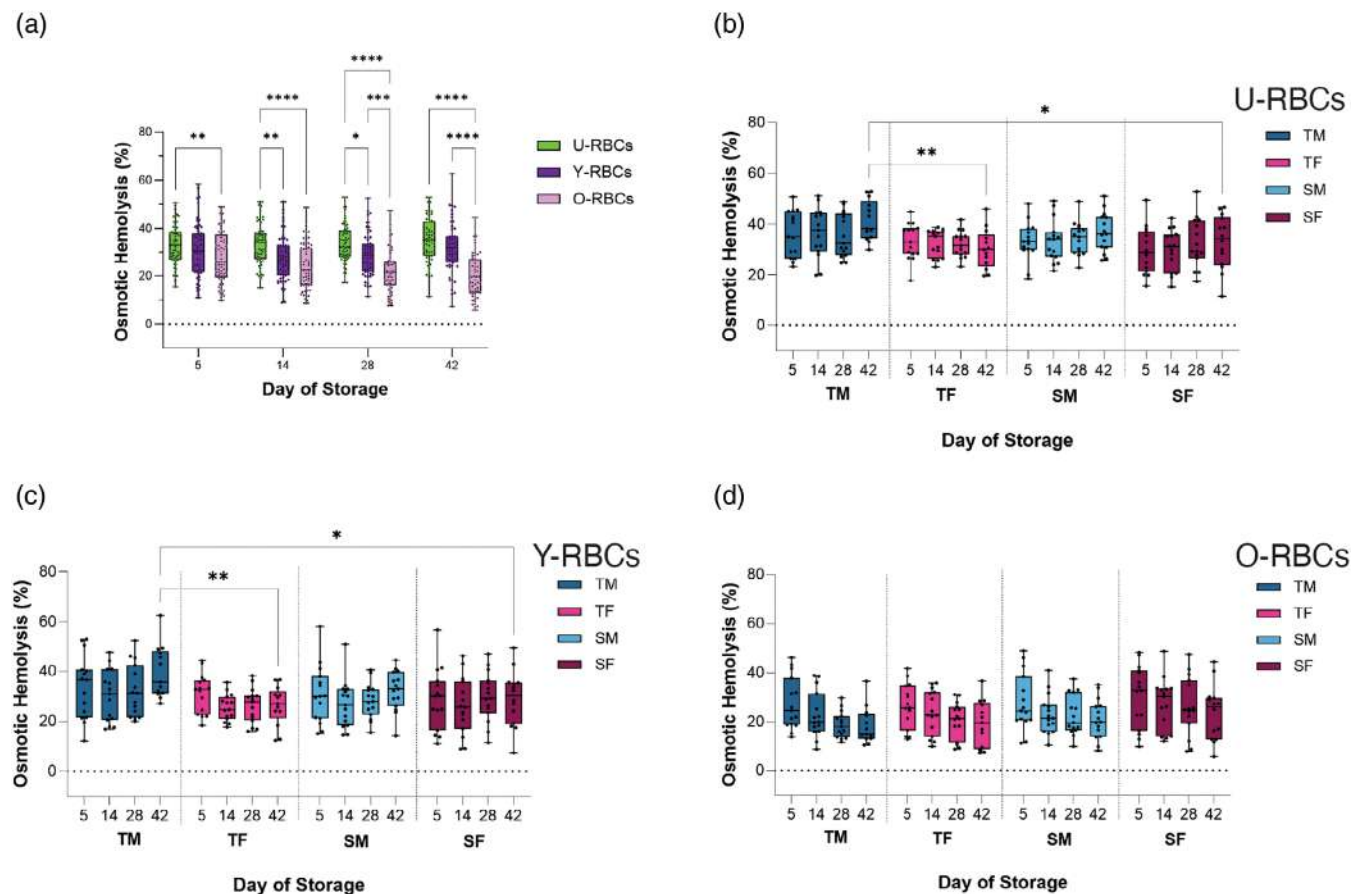 (a)
****
****
****
***
****
**
**
*
****
Osmotic Hemolysis (%)
80
60
40
20
0
5
14
28
42
Day of Storage
U-RBCs
Y-RBCs
O-RBCs
(b)
U-RBCs
*
**
Osmotic Hemolysis (%)
80
60
40
20
0
5 14 28 42 5 14 28 42 5 14 28 42 5 14 28 42
TM TF SM SF
Day of Storage
TM
TF
SM
SF
(c)
Y-RBCs
*
**
Osmotic Hemolysis (%)
80
60
40
20
0
5 14 28 42 5 14 28 42 5 14 28 42 5 14 28 42
TM TF SM SF
Day of Storage
TM
TF
SM
SF
(d)
O-RBCs
Osmotic Hemolysis (%)
80
60
40
20
0
5 14 28 42 5 14 28 42 5 14 28 42 5 14 28 42
TM TF SM SF
Day of Storage
TM
TF
SM
SF